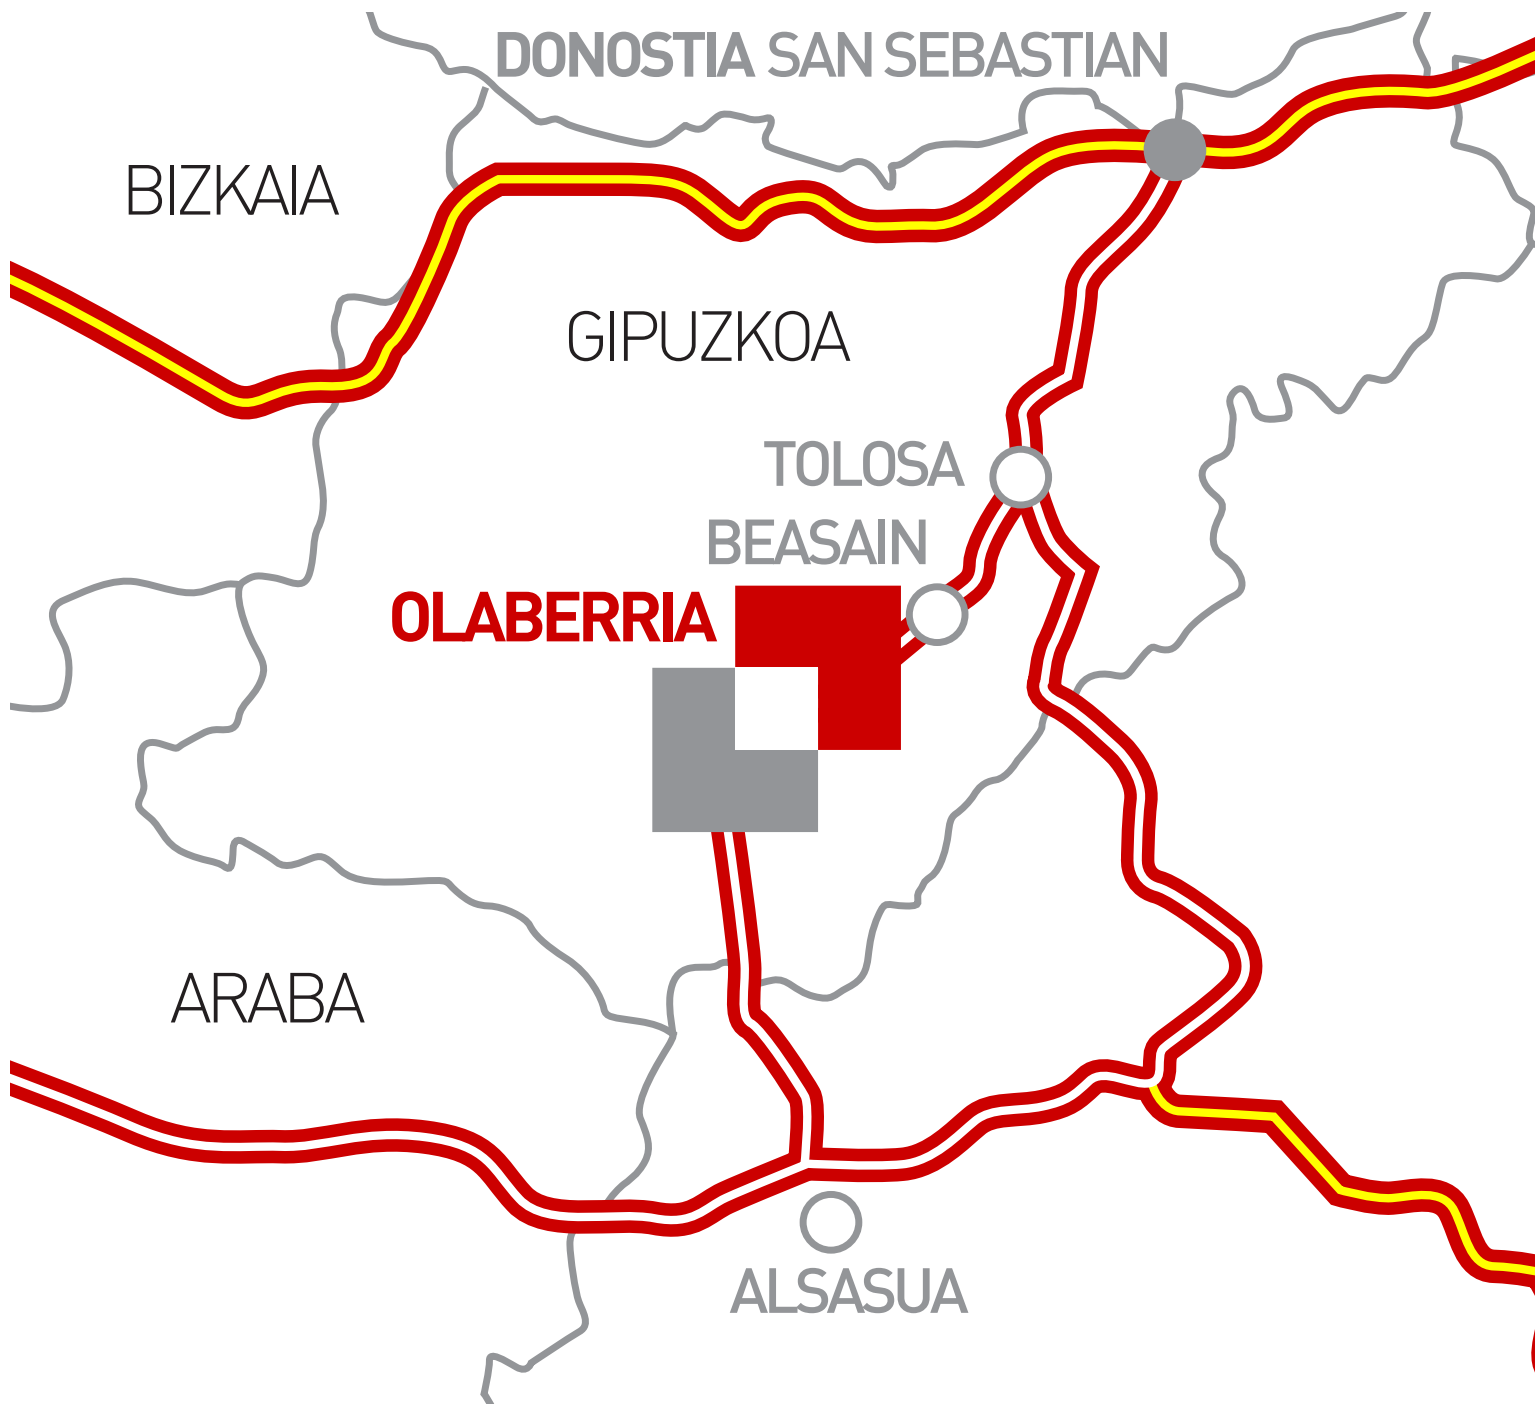 DONOSTIA SAN SEBASTIAN
BIZKAIA
GIPUZKOA
TOLOSA
BEASAIN
OLABERRIA
ARABA
ALSASUA